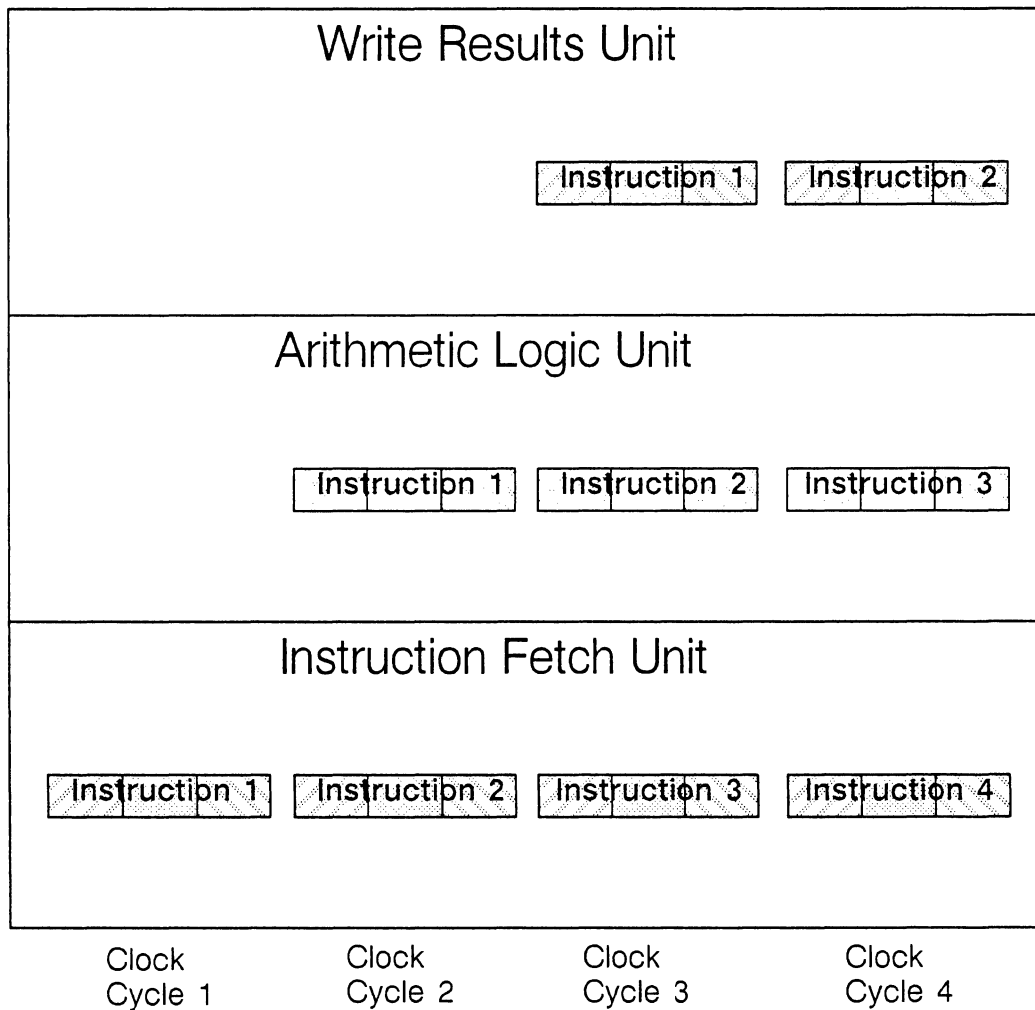 Write Results Unit
Instruction 1 Instruction 2
Arithmetic Logic Unit
Instruction 1 Instruction 2 Instruction 3
Instruction Fetch Unit
Instruction 1 Instruction 2 Instruction 3 Instruction 4
Clock Clock Clock Clock
Cycle 1 Cycle 2 Cycle 3 Cycle 4